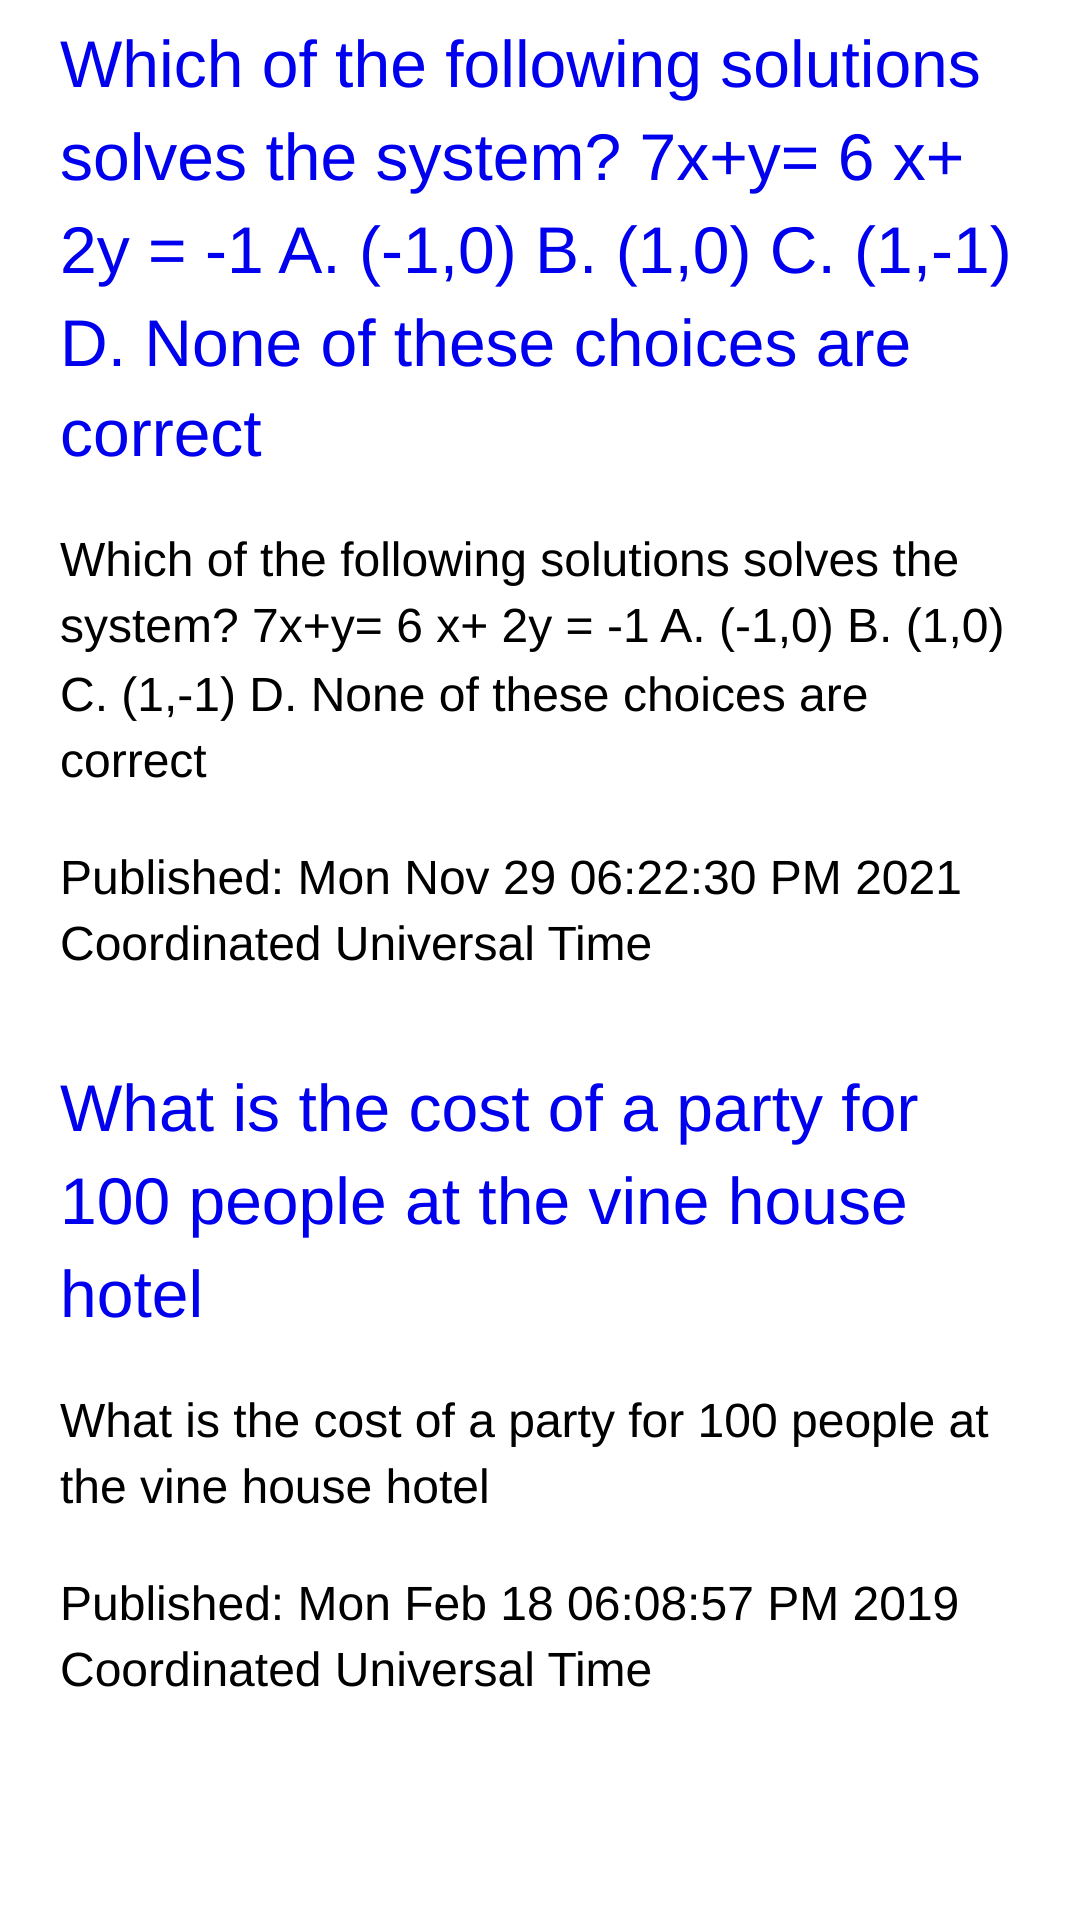 Which of the following solutions
solves the system? 7x+y= 6 x+
2y = -1 A. (-1,0) B. (1,0) C. (1,-1)
D. None of these choices are
correct
Which of the following solutions solves the
system? 7x+y= 6 x+ 2y = -1 A. (-1,0) B. (1,0)
C. (1,-1) D. None of these choices are
correct
Published: Mon Nov 29 06:22:30 PM 2021
Coordinated Universal Time
What is the cost of a party for
100 people at the vine house
hotel
What is the cost of a party for 100 people at
the vine house hotel
Published: Mon Feb 18 06:08:57 PM 2019
Coordinated Universal Time